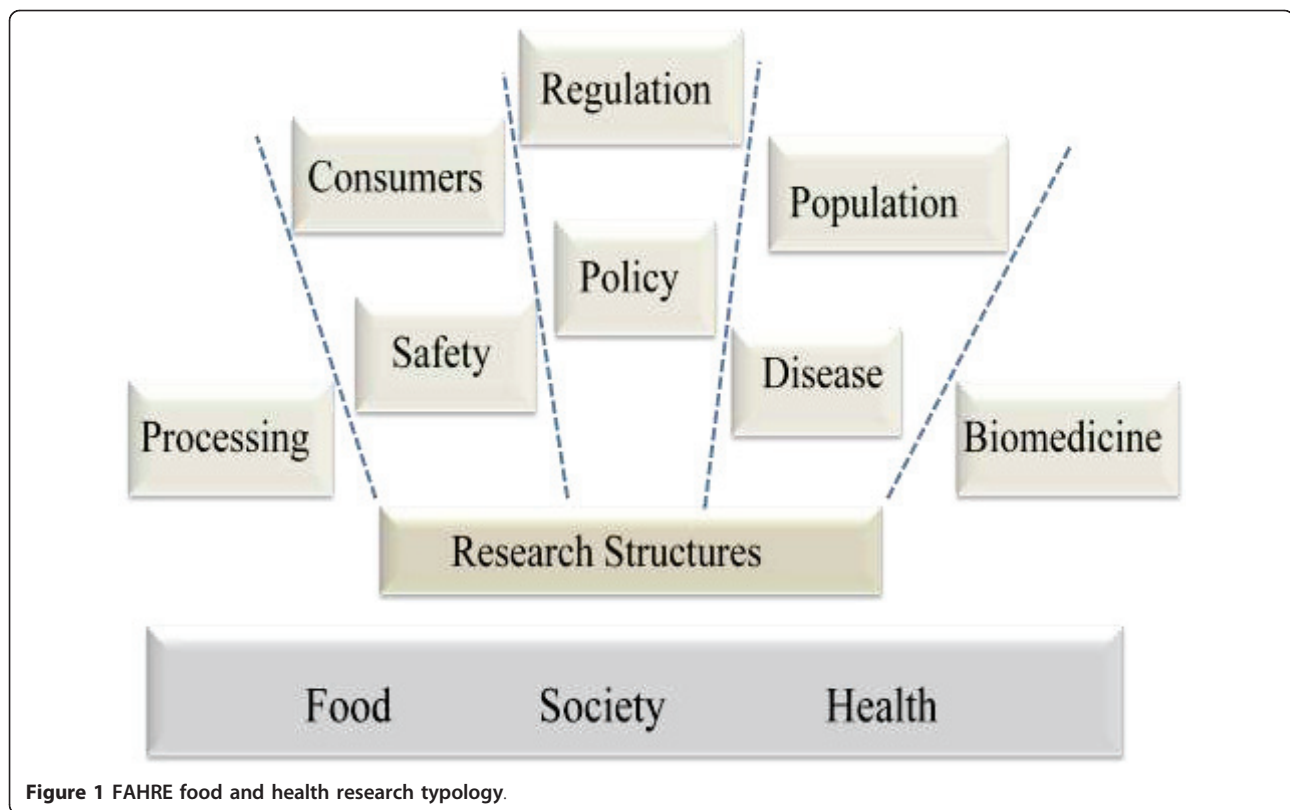 Regulation
Consumers
Population
Policy
Safety
Disease
Processing
Biomedicine
Research Structures
Food Society Health
Figure 1 FAHRE food and health research typology.